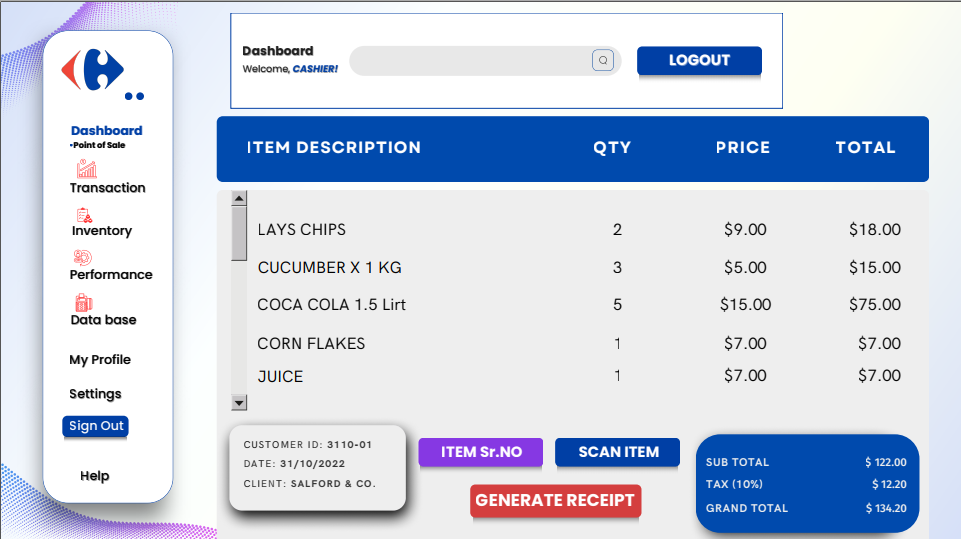 Dashboard
•Point of Sale
Transaction
Inventory
Performance
Data base
My Profile
Settings
Sign Out
Help
Dashboard
Welcome, CASHIER!
LOGOUT
ITEM DESCRIPTION QTY PRICE TOTAL
LAYS CHIPS 2 $9.00 $18.00
CUCUMBER X 1 KG 3 $5.00 $15.00
COCA COLA 1.5 Lirt 5 $15.00 $75.00
CORN FLAKES 1 $7.00 $7.00
JUICE 1 $7.00 $7.00
CUSTOMER ID: 3110-01
DATE: 31/10/2022
CLIENT: SALFORD & CO.
ITEM Sr.NO
SCAN ITEM
GENERATE RECEIPT
SUB TOTAL $ 122.00
TAX (10%) $ 12.20
GRAND TOTAL $ 134.20